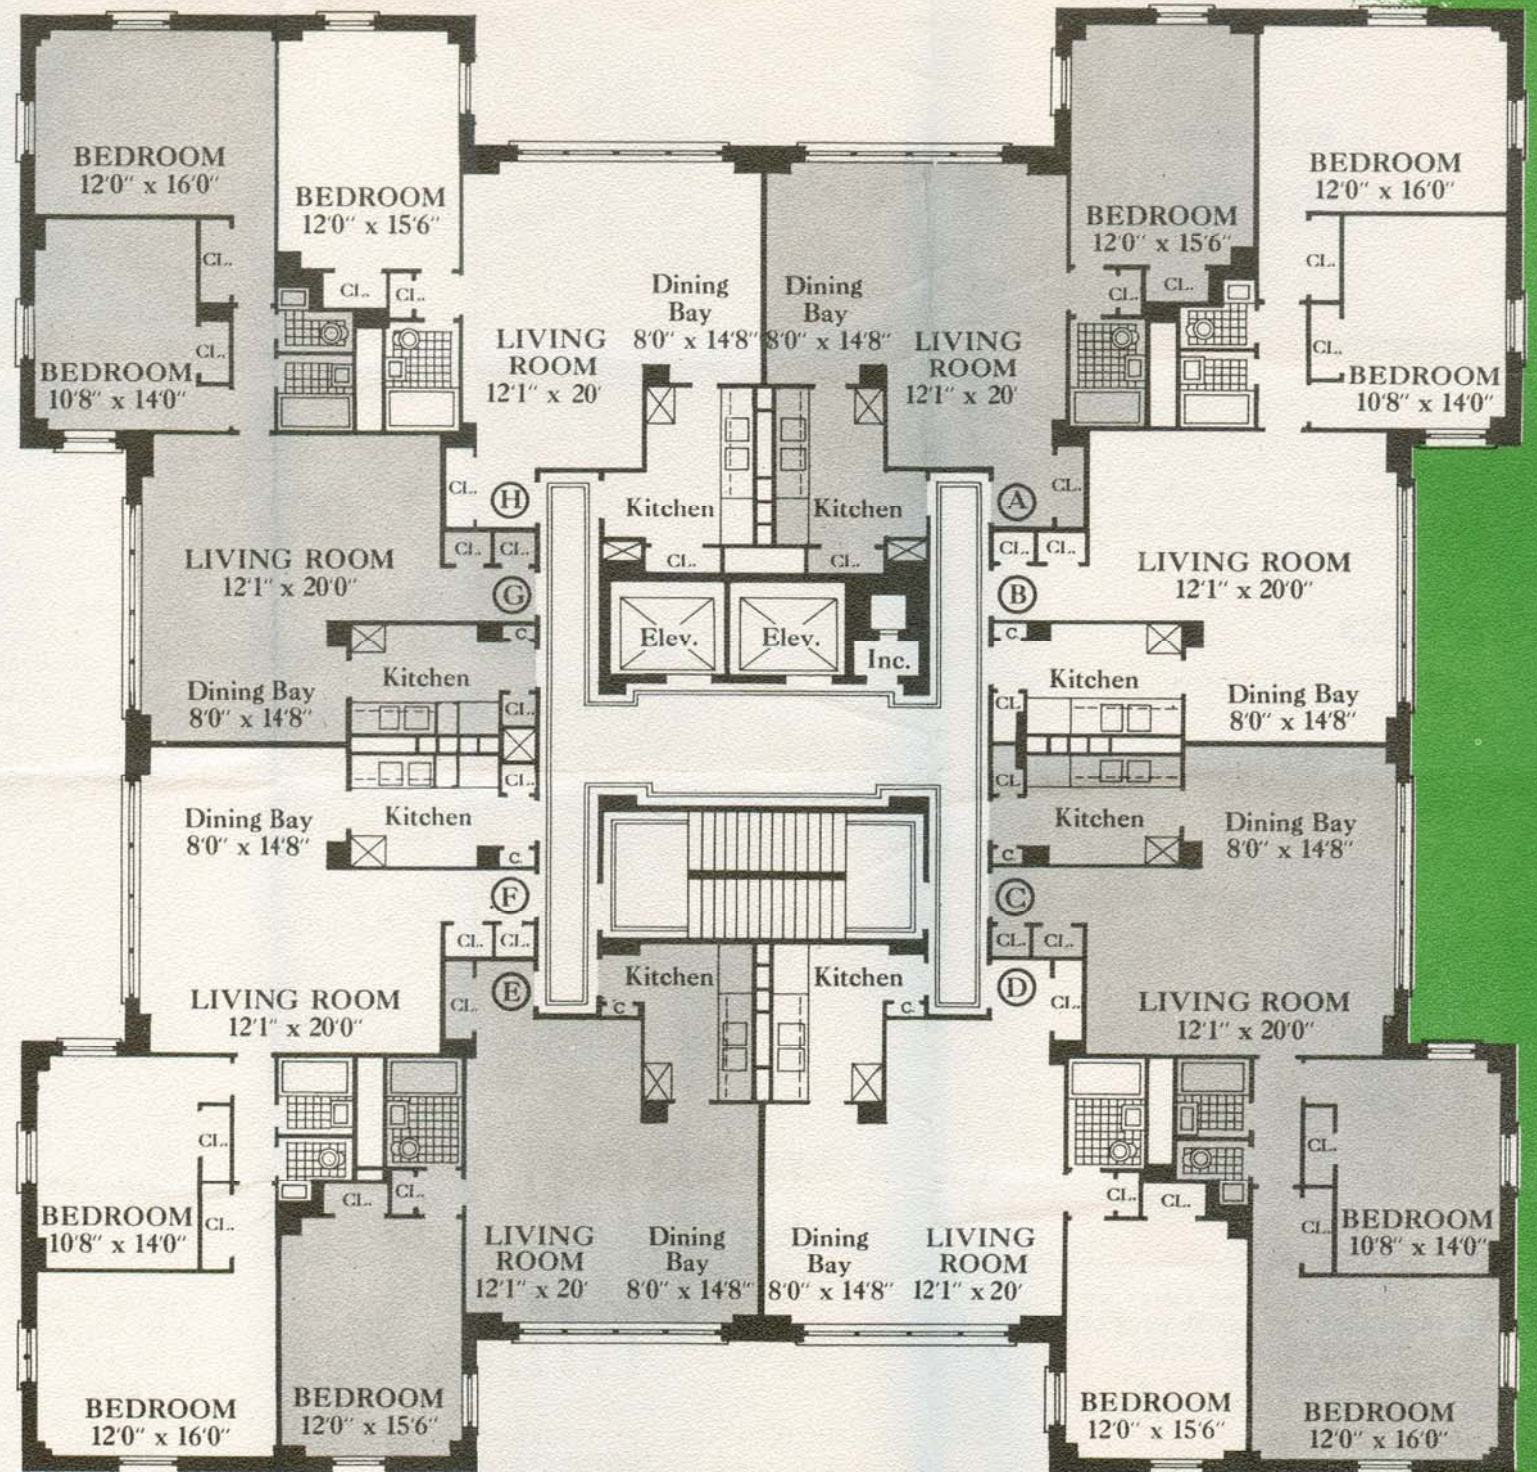 BEDROOM
12'0" x 16'0"
BEDROOM
12'0" x 15'6"
CL.
BEDROOM
10'8" x 14'0"
CL.
CL.
CL.
LIVING
ROOM
12'1" x 20'
Dining
Bay
8'0" x 14'8"
Kitchen
CL.
CL.
H
Dining
Bay
8'0" x 14'8"
LIVING
ROOM
12'1" x 20'
Kitchen
CL.
A
CL.
BEDROOM
12'0" x 15'6"
CL.
CL.
BEDROOM
12'0" x 16'0"
CL.
CL.
BEDROOM
10'8" x 14'0"
LIVING ROOM
12'1" x 20'0"
CL.
CL.
G
C.
Kitchen
Dining Bay
8'0" x 14'8"
CL.
Elev.
Elev.
Inc.
CL.
CL.
B
LIVING ROOM
12'1" x 20'0"
C.
Kitchen
CL.
Dining Bay
8'0" x 14'8"
CL.
Dining Bay
8'0" x 14'8"
Kitchen
C.
F
CL.
CL.
LIVING ROOM
12'1" x 20'0"
CL.
Kitchen
Dining Bay
8'0" x 14'8"
C.
C
CL.
CL.
LIVING ROOM
12'1" x 20'0"
CL.
E
Kitchen
C.
Kitchen
C.
D
CL.
CL.
BEDROOM
10'8" x 14'0"
CL.
CL.
CL.
LIVING
ROOM
12'1" x 20'
Dining
Bay
8'0" x 14'8"
Dining
Bay
8'0" x 14'8"
LIVING
ROOM
12'1" x 20'
CL.
CL.
CL.
CL.
BEDROOM
10'8" x 14'0"
BEDROOM
12'0" x 16'0"
BEDROOM
12'0" x 15'6"
BEDROOM
12'0" x 15'6"
BEDROOM
12'0" x 16'0"